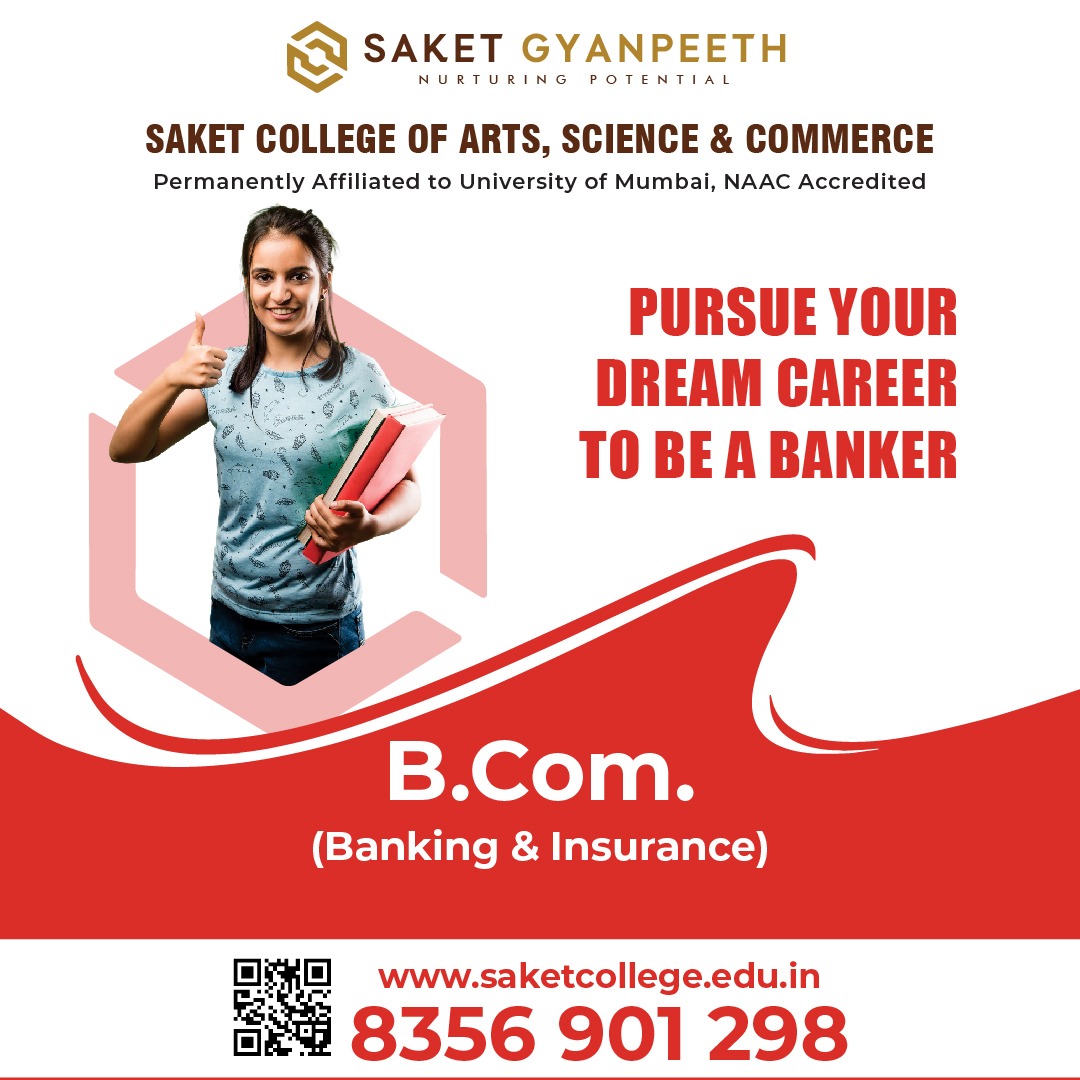 SAKET GYANPEETH
NURTURING POTENTIAL
SAKET COLLEGE OF ARTS, SCIENCE & COMMERCE
Permanently Affiliated to University of Mumbai, NAAC Accredited
PURSUE YOUR
DREAM CAREER
TO BE A BANKER
B.Com.
(Banking & Insurance)
www.saketcollege.edu.in
8356 901 298